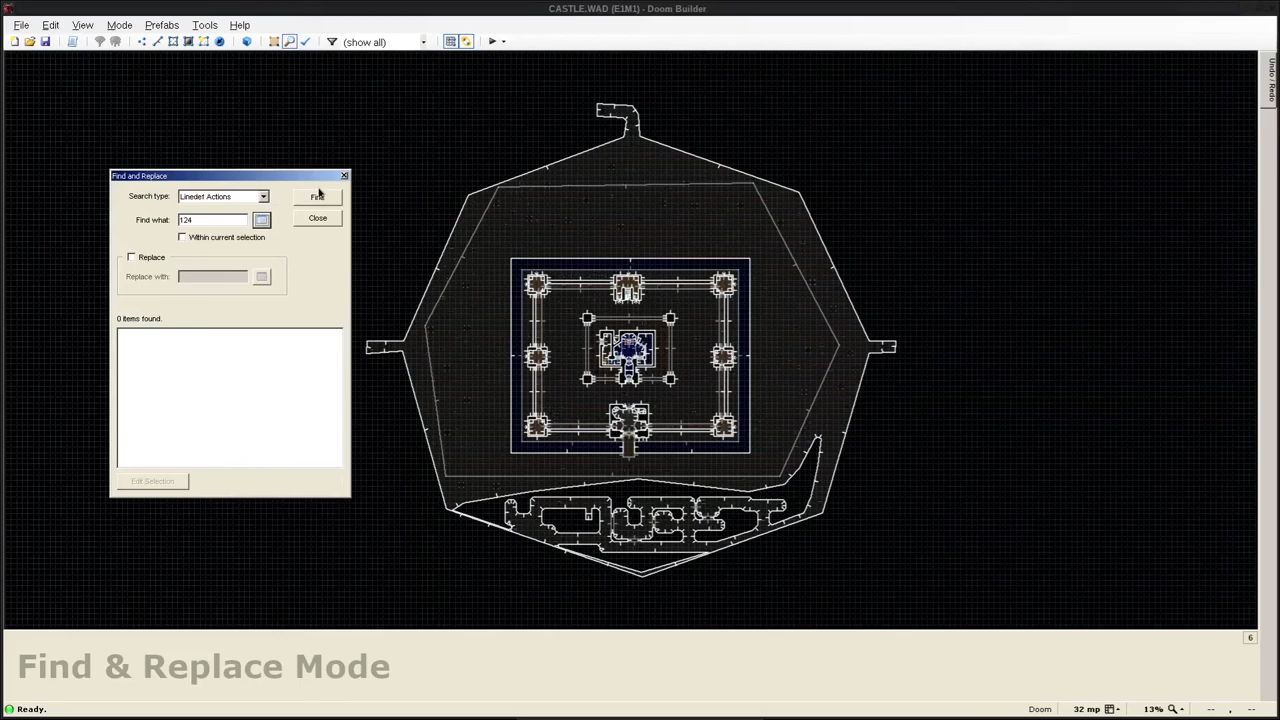 CASTLE.WAD (E1M1) - Doom Builder
File Edit View Mode Prefabs Tools Help
(show all)
Undo / Redo
Find and Replace
Search type: Linedef Actions Find
Find what: 124
Close
Within current selection
Replace
Replace with:
0 items found.
Edit Selection
6
Find & Replace Mode
Ready. Doom 32 mp 13% -- , --